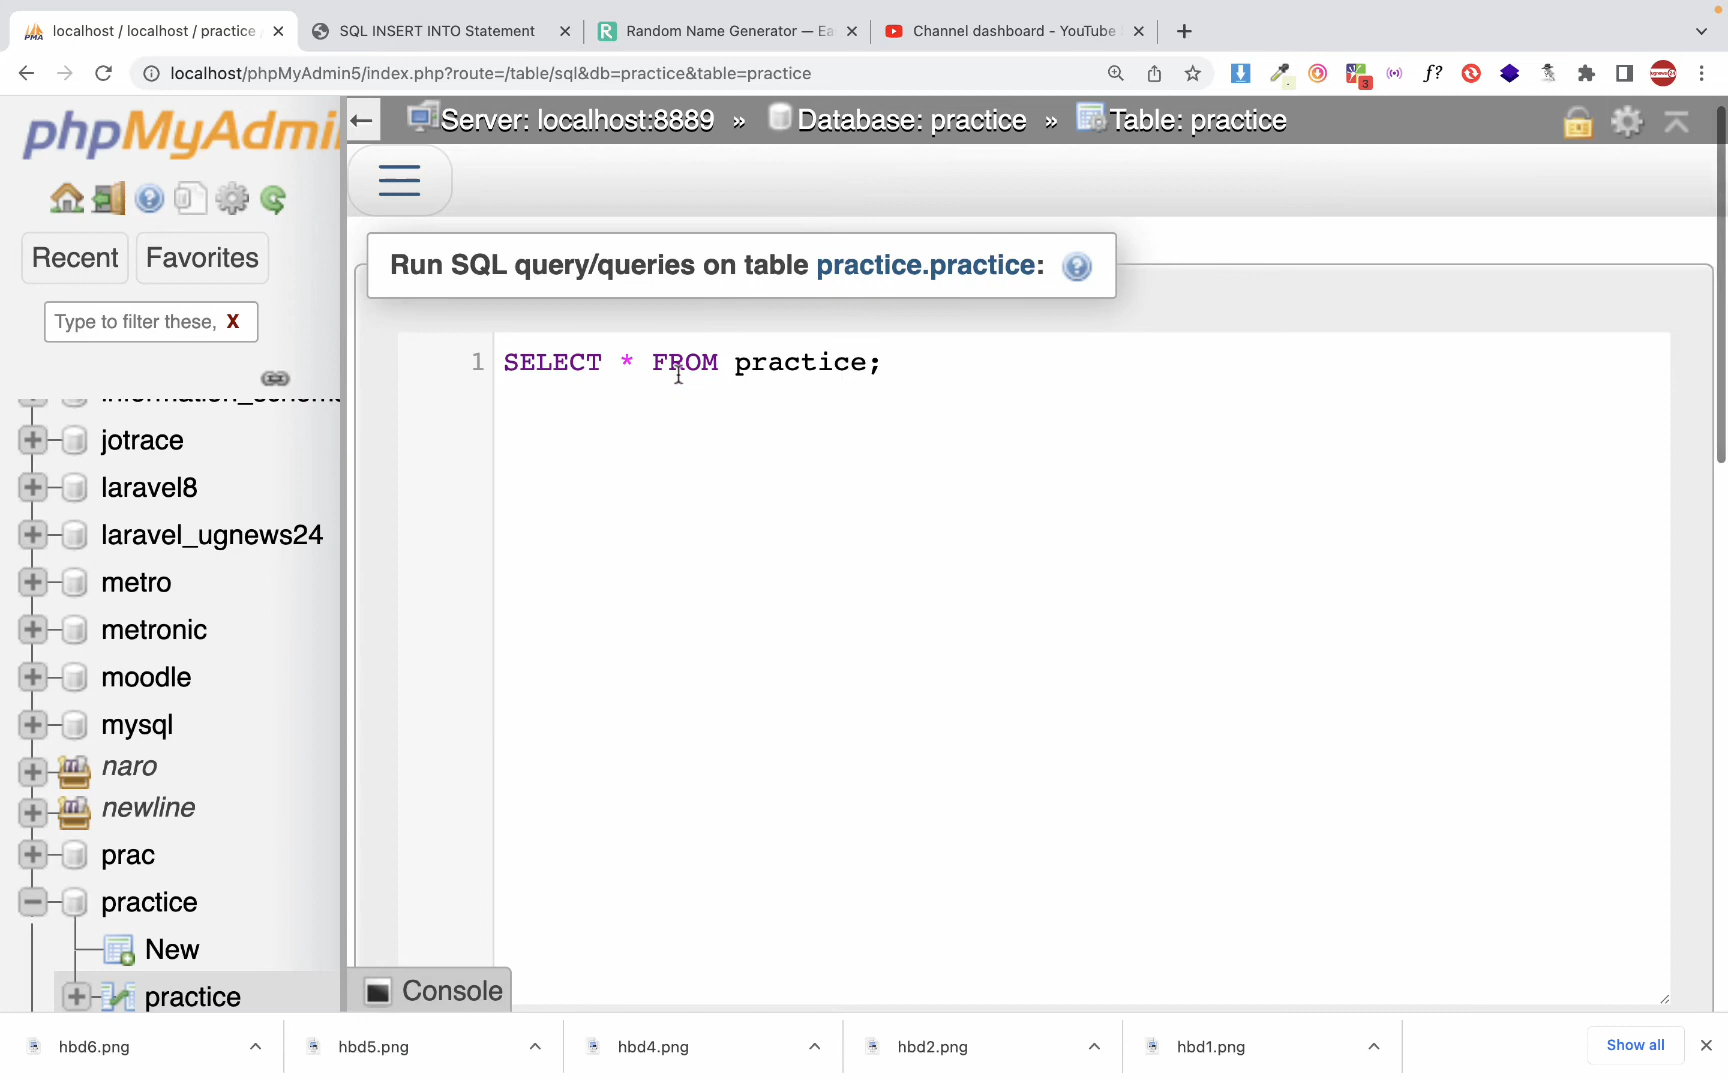 localhost / localhost / practice /
SQL INSERT INTO Statement
Random Name Generator — Ea
Channel dashboard - YouTube
localhost/phpMyAdmin5/index.php?route=/table/sql&db=practice&table=practice
3
f?
phpMyAdmi
Server: localhost:8889 » Database: practice » Table: practice
Recent
Favorites
Type to filter these, X
Run SQL query/queries on table practice.practice:
1 SELECT * FROM practice;
jotrace
laravel8
laravel_ugnews24
metro
metronic
moodle
mysql
naro
newline
prac
practice
New
practice
Console
hbd6.png
hbd5.png
hbd4.png
hbd2.png
hbd1.png
Show all